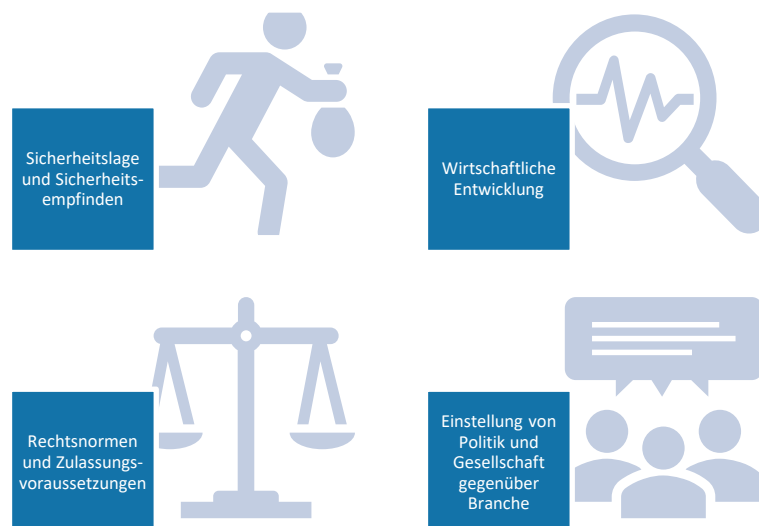 Sicherheitslage
und Sicherheits-
empfinden
Wirtschaftliche
Entwicklung
Rechtsnormen
und Zulassungs-
voraussetzungen
Einstellung von
Politik und
Gesellschaft
gegenüber
Branche